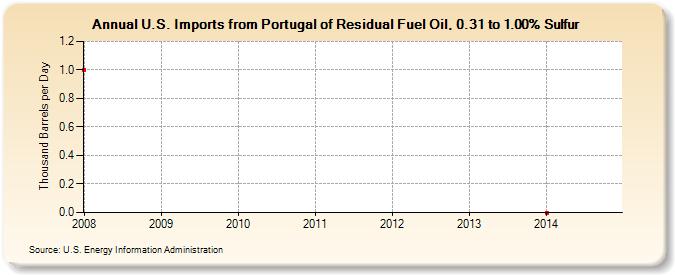 Annual U.S. Imports from Portugal of Residual Fuel Oil, 0.31 to 1.00% Sulfur
Thousand Barrels per Day
1.2
1.0
0.8
0.6
0.4
0.2
0.0
2008 2009 2010 2011 2012 2013 2014
Source: U.S. Energy Information Administration